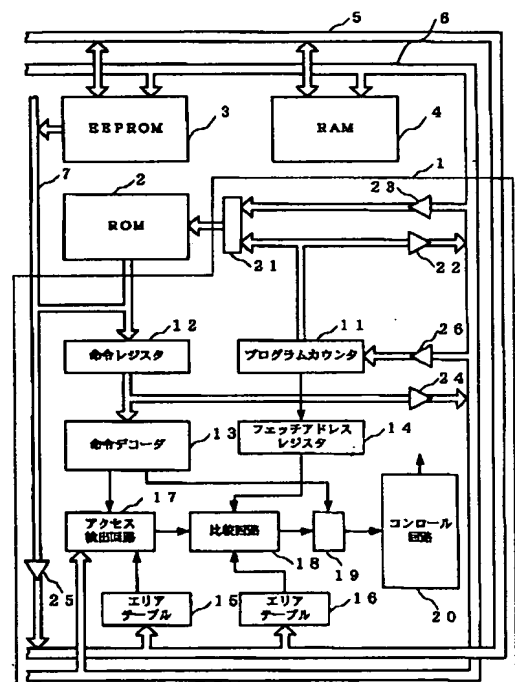 5
6
EEPROM
3
RAM
4
7
1
2
23
ROM
21
22
12
11
26
命令レジスタ
プログラムカウンタ
24
命令デコーダ
13
フェッチアドレス
レジスタ
14
17
アクセス
検出回路
比較回路
18
19
コントロール
回路
20
25
エリア
テーブル
15
エリア
テーブル
16